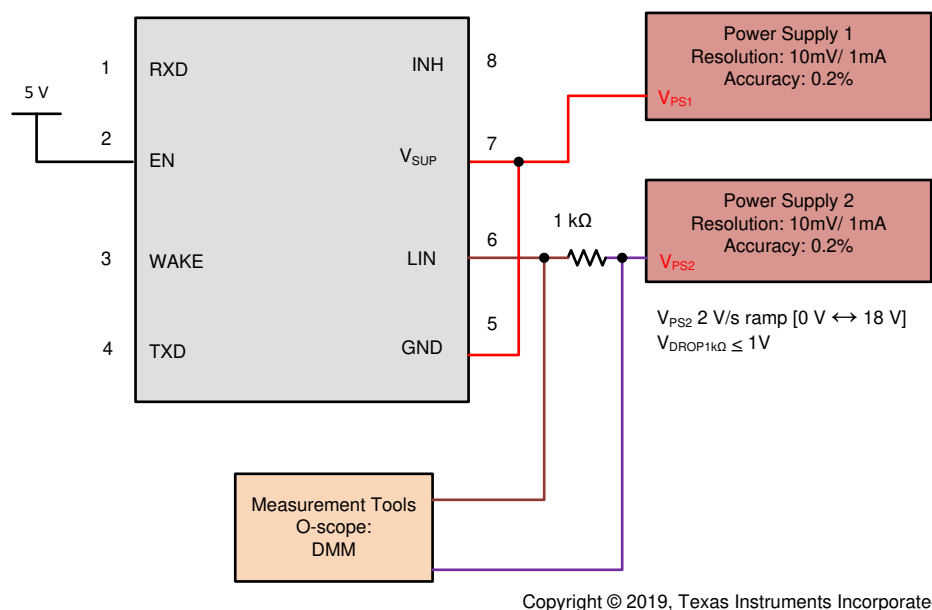 5 V
1
RXD
2
EN
3
WAKE
4
TXD
INH
8
VSUP
7
LIN
6
GND
5
1 kΩ
Power Supply 1
Resolution: 10mV/ 1mA
Accuracy: 0.2%
VPS1
Power Supply 2
Resolution: 10mV/ 1mA
Accuracy: 0.2%
VPS2
VPS2 2 V/s ramp [0 V ↔ 18 V]
VDROP1kΩ ≤ 1V
Measurement Tools
O-scope:
DMM
Copyright © 2019, Texas Instruments Incorporate